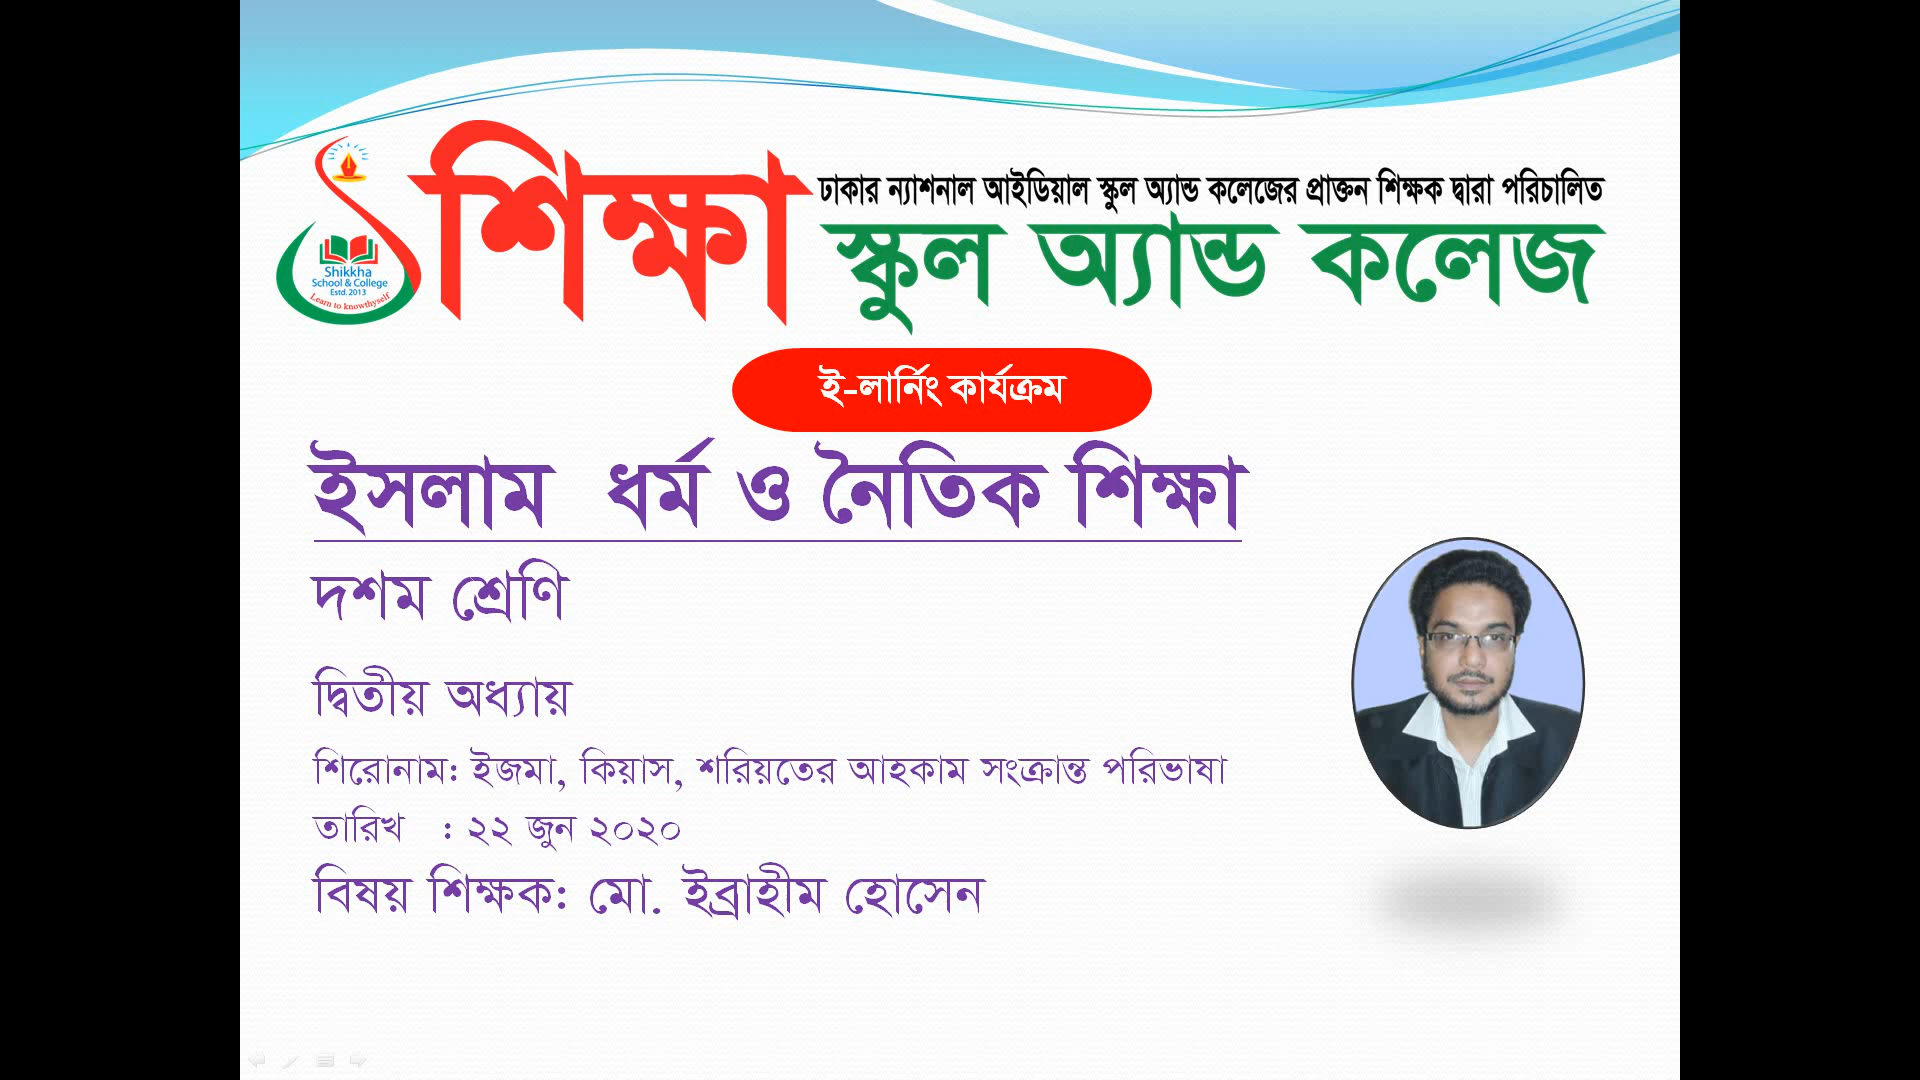 শিক্ষা
ঢাকার ন্যাশনাল আইডিয়াল স্কুল অ্যান্ড কলেজের প্রাক্তন শিক্ষক দ্বারা পরিচালিত
স্কুল অ্যান্ড কলেজ
Shikkha
School & College
Estd. 2013
Learn to knowthyself
ই-লার্নিং কার্যক্রম
ইসলাম ধর্ম ও নৈতিক শিক্ষা
দশম শ্রেণি
দ্বিতীয় অধ্যায়
শিরোনাম: ইজমা, কিয়াস, শরিয়তের আহকাম সংক্রান্ত পরিভাষা
তারিখ : ২২ জুন ২০২০
বিষয় শিক্ষক: মো. ইব্রাহীম হোসেন